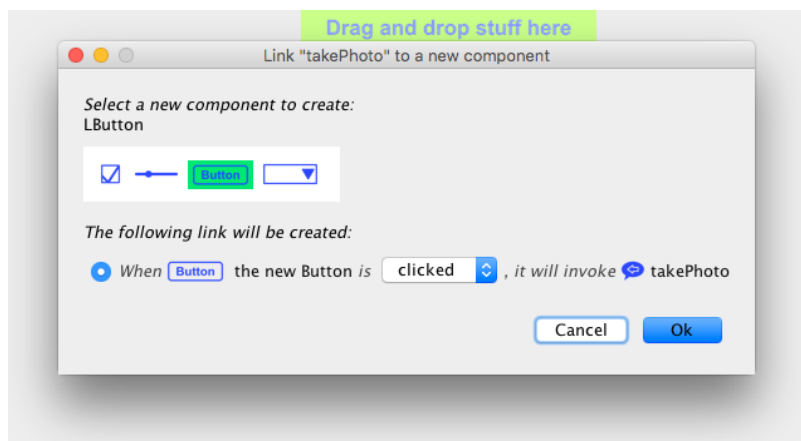 Drag and drop stuff here
Link "takePhoto" to a new component
Select a new component to create:
LButton
Button
The following link will be created:
When Button the new Button is clicked , it will invoke takePhoto
Cancel Ok